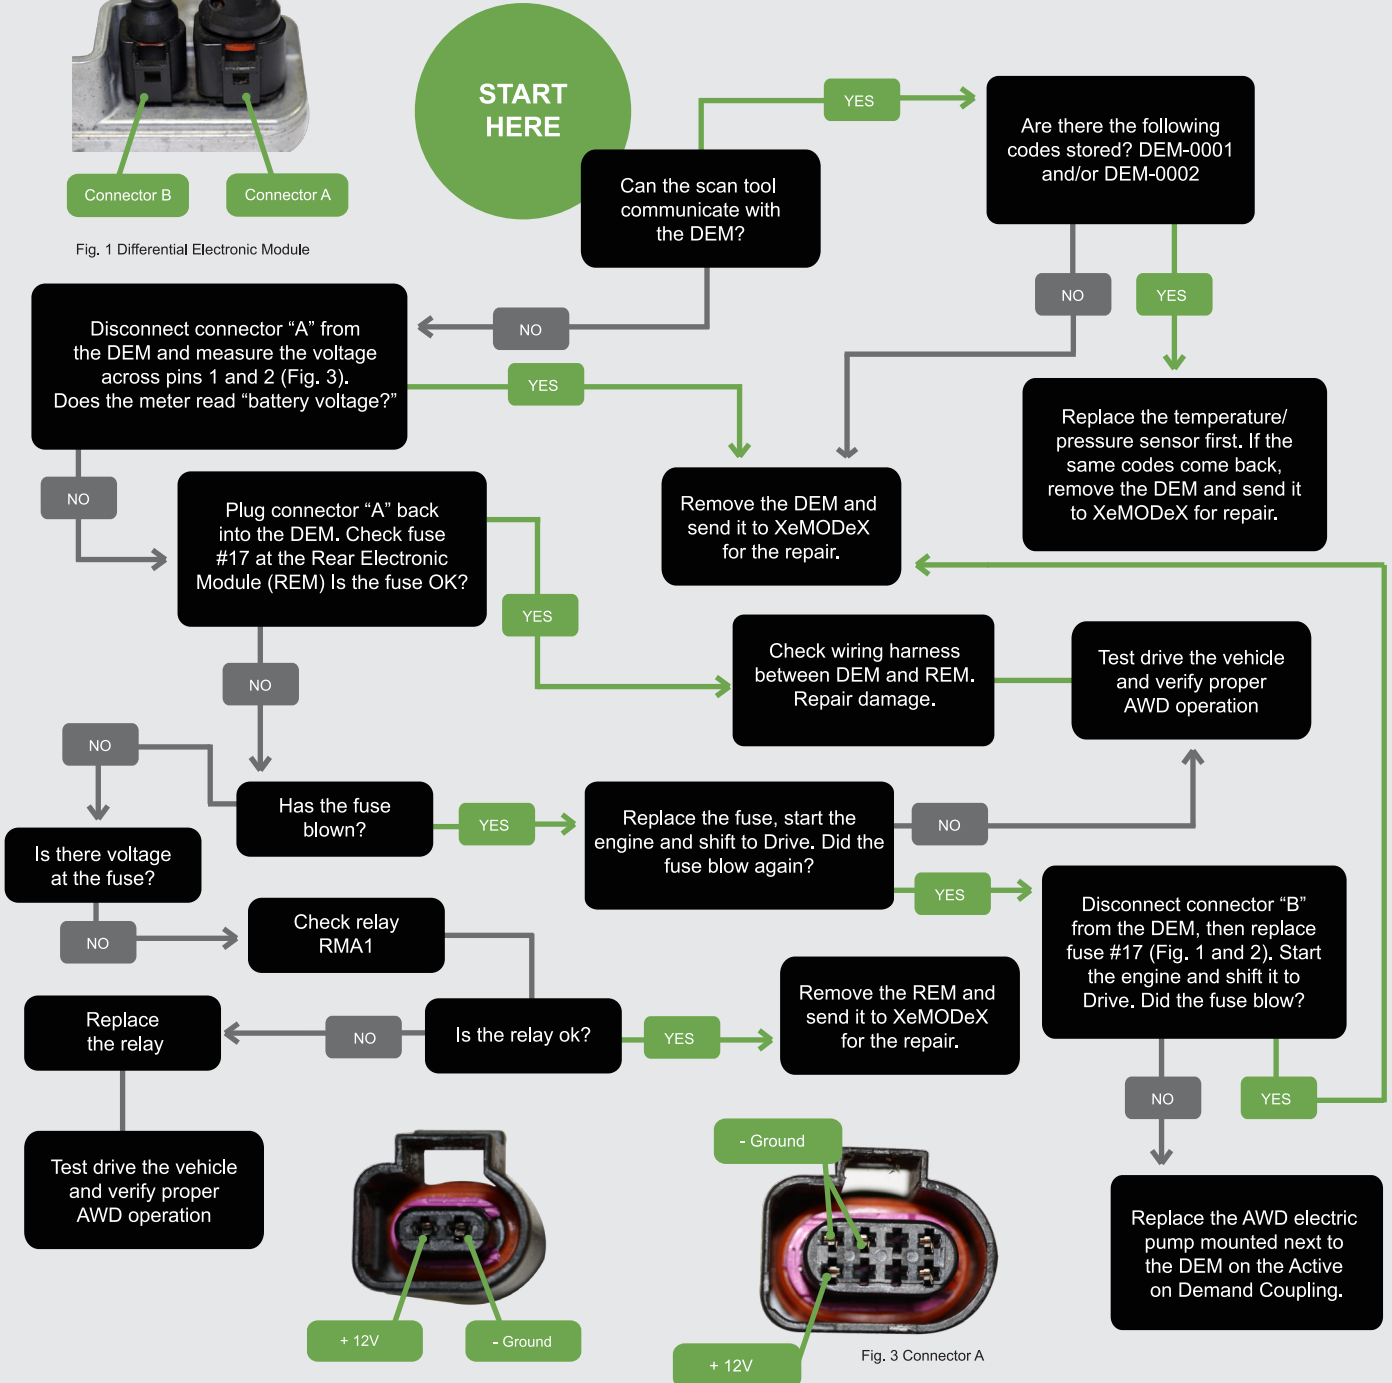 START
HERE
Connector B
Connector A
Fig. 1 Differential Electronic Module
Can the scan tool
communicate with
the DEM?
YES
Are there the following
codes stored? DEM-0001
and/or DEM-0002
NO
YES
NO
Disconnect connector “A” from
the DEM and measure the voltage
across pins 1 and 2 (Fig. 3).
Does the meter read “battery voltage?”
YES
Replace the temperature/
pressure sensor first. If the
same codes come back,
remove the DEM and send it
to XeMODeX for repair.
Remove the DEM and
send it to XeMODeX
for the repair.
NO
Plug connector “A” back
into the DEM. Check fuse
#17 at the Rear Electronic
Module (REM) Is the fuse OK?
YES
Check wiring harness
between DEM and REM.
Repair damage.
Test drive the vehicle
and verify proper
AWD operation
NO
NO
Has the fuse
blown?
YES
Replace the fuse, start the
engine and shift to Drive. Did the
fuse blow again?
NO
YES
Is there voltage
at the fuse?
NO
Check relay
RMA1
Disconnect connector “B”
from the DEM, then replace
fuse #17 (Fig. 1 and 2). Start
the engine and shift it to
Drive. Did the fuse blow?
Replace
the relay
NO
Is the relay ok?
YES
Remove the REM and
send it to XeMODeX
for the repair.
NO
YES
Test drive the vehicle
and verify proper
AWD operation
- Ground
Replace the AWD electric
pump mounted next to
the DEM on the Active
on Demand Coupling.
+ 12V
- Ground
+ 12V
Fig. 3 Connector A